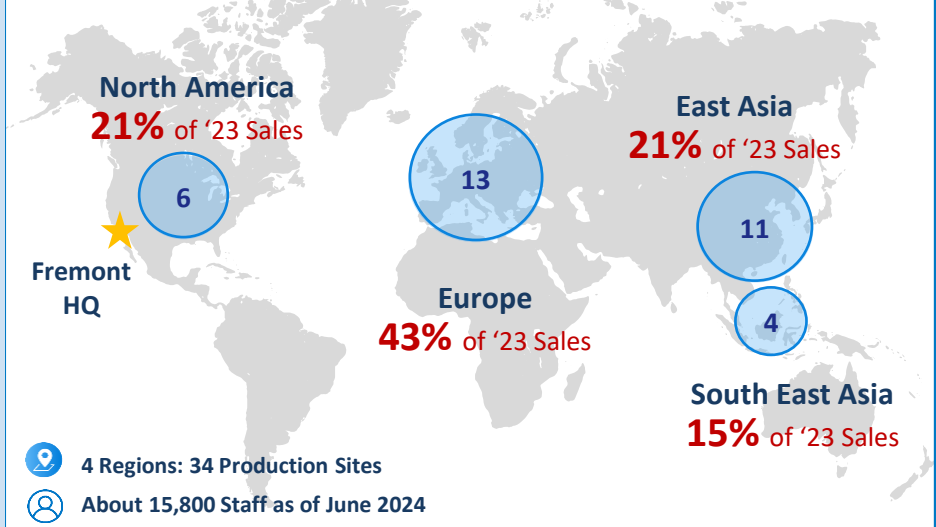 North America
21% of ‘23 Sales
6
Fremont
HQ
13
Europe
43% of ‘23 Sales
East Asia
21% of ‘23 Sales
11
4
South East Asia
15% of ‘23 Sales
4 Regions: 34 Production Sites
About 15,800 Staff as of June 2024